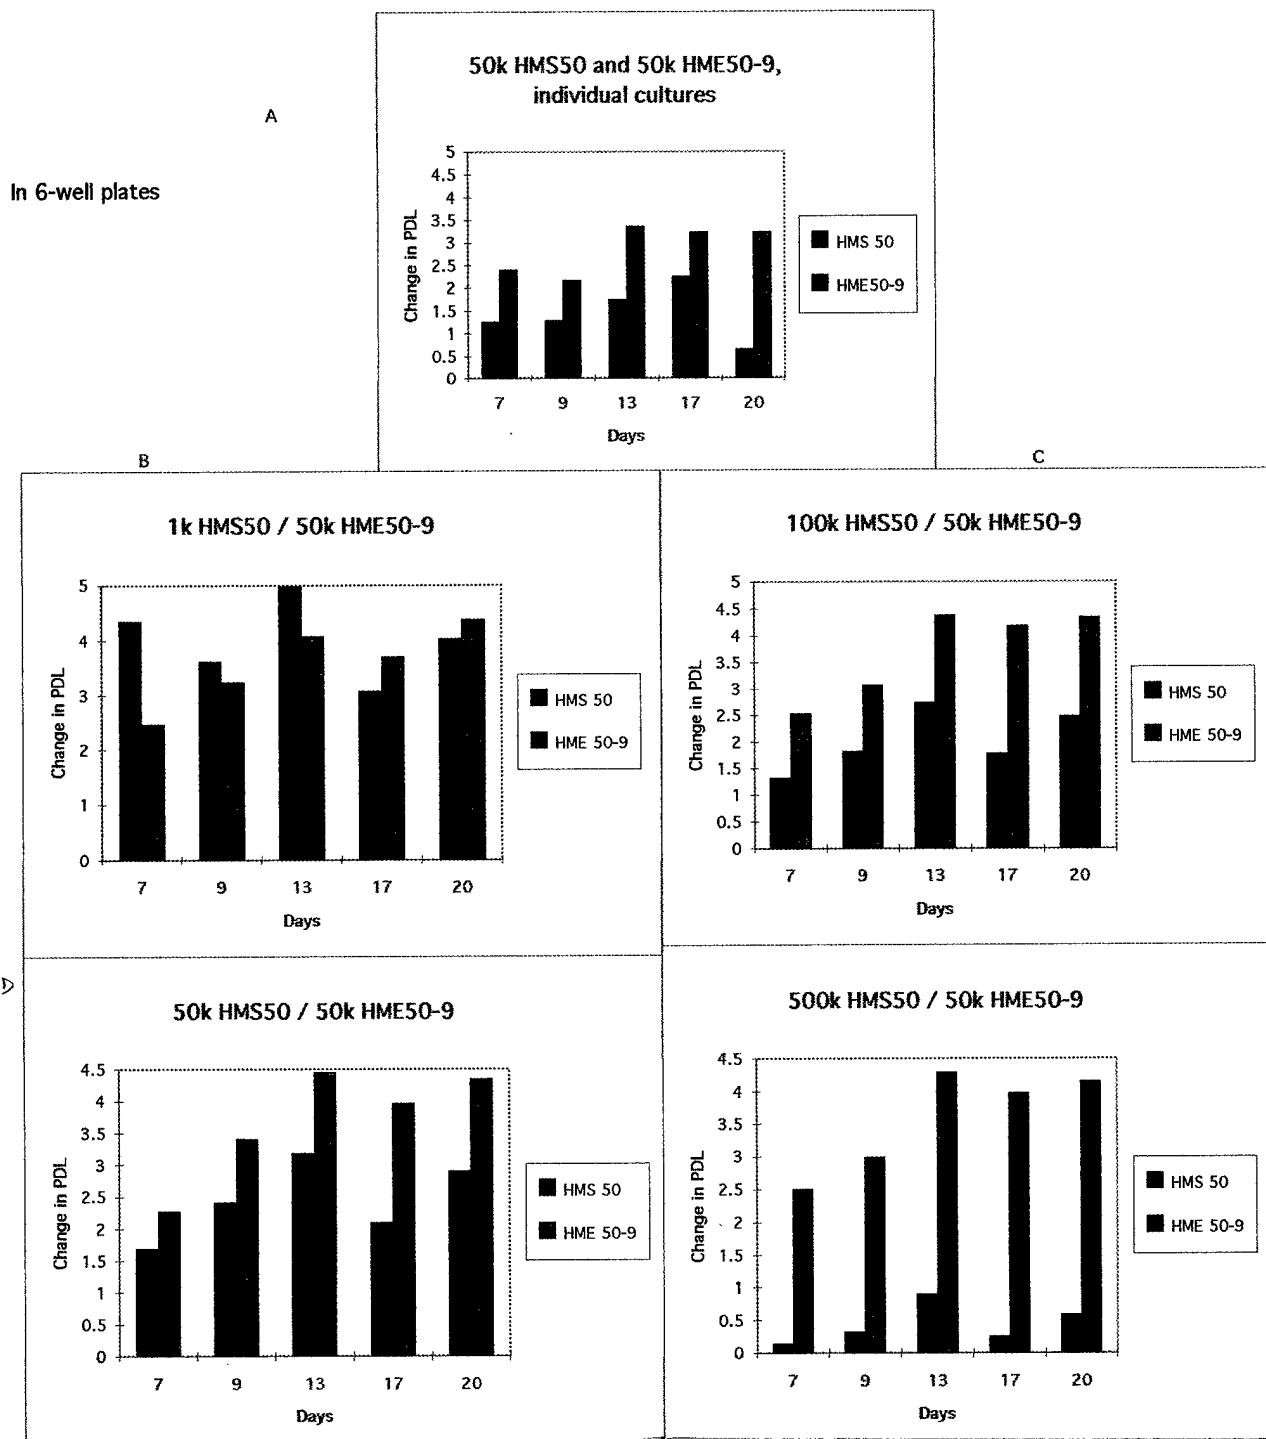 A
In 6-well plates
50k HMS50 and 50k HME50-9,
individual cultures
Change in PDL
5
4.5
4
3.5
3
2.5
2
1.5
1
0.5
0
7 9 13 17 20
Days
HMS 50
HME50-9
B
1k HMS50 / 50k HME50-9
Change in PDL
5
4
3
2
1
0
7 9 13 17 20
Days
HMS 50
HME 50-9
C
100k HMS50 / 50k HME50-9
Change in PDL
5
4.5
4
3.5
3
2.5
2
1.5
1
0.5
0
7 9 13 17 20
Days
HMS 50
HME 50-9
D
50k HMS50 / 50k HME50-9
Change in PDL
4.5
4
3.5
3
2.5
2
1.5
1
0.5
0
7 9 13 17 20
Days
HMS 50
HME 50-9
500k HMS50 / 50k HME50-9
Change in PDL
4.5
4
3.5
3
2.5
2
1.5
1
0.5
0
7 9 13 17 20
Days
HMS 50
HME 50-9